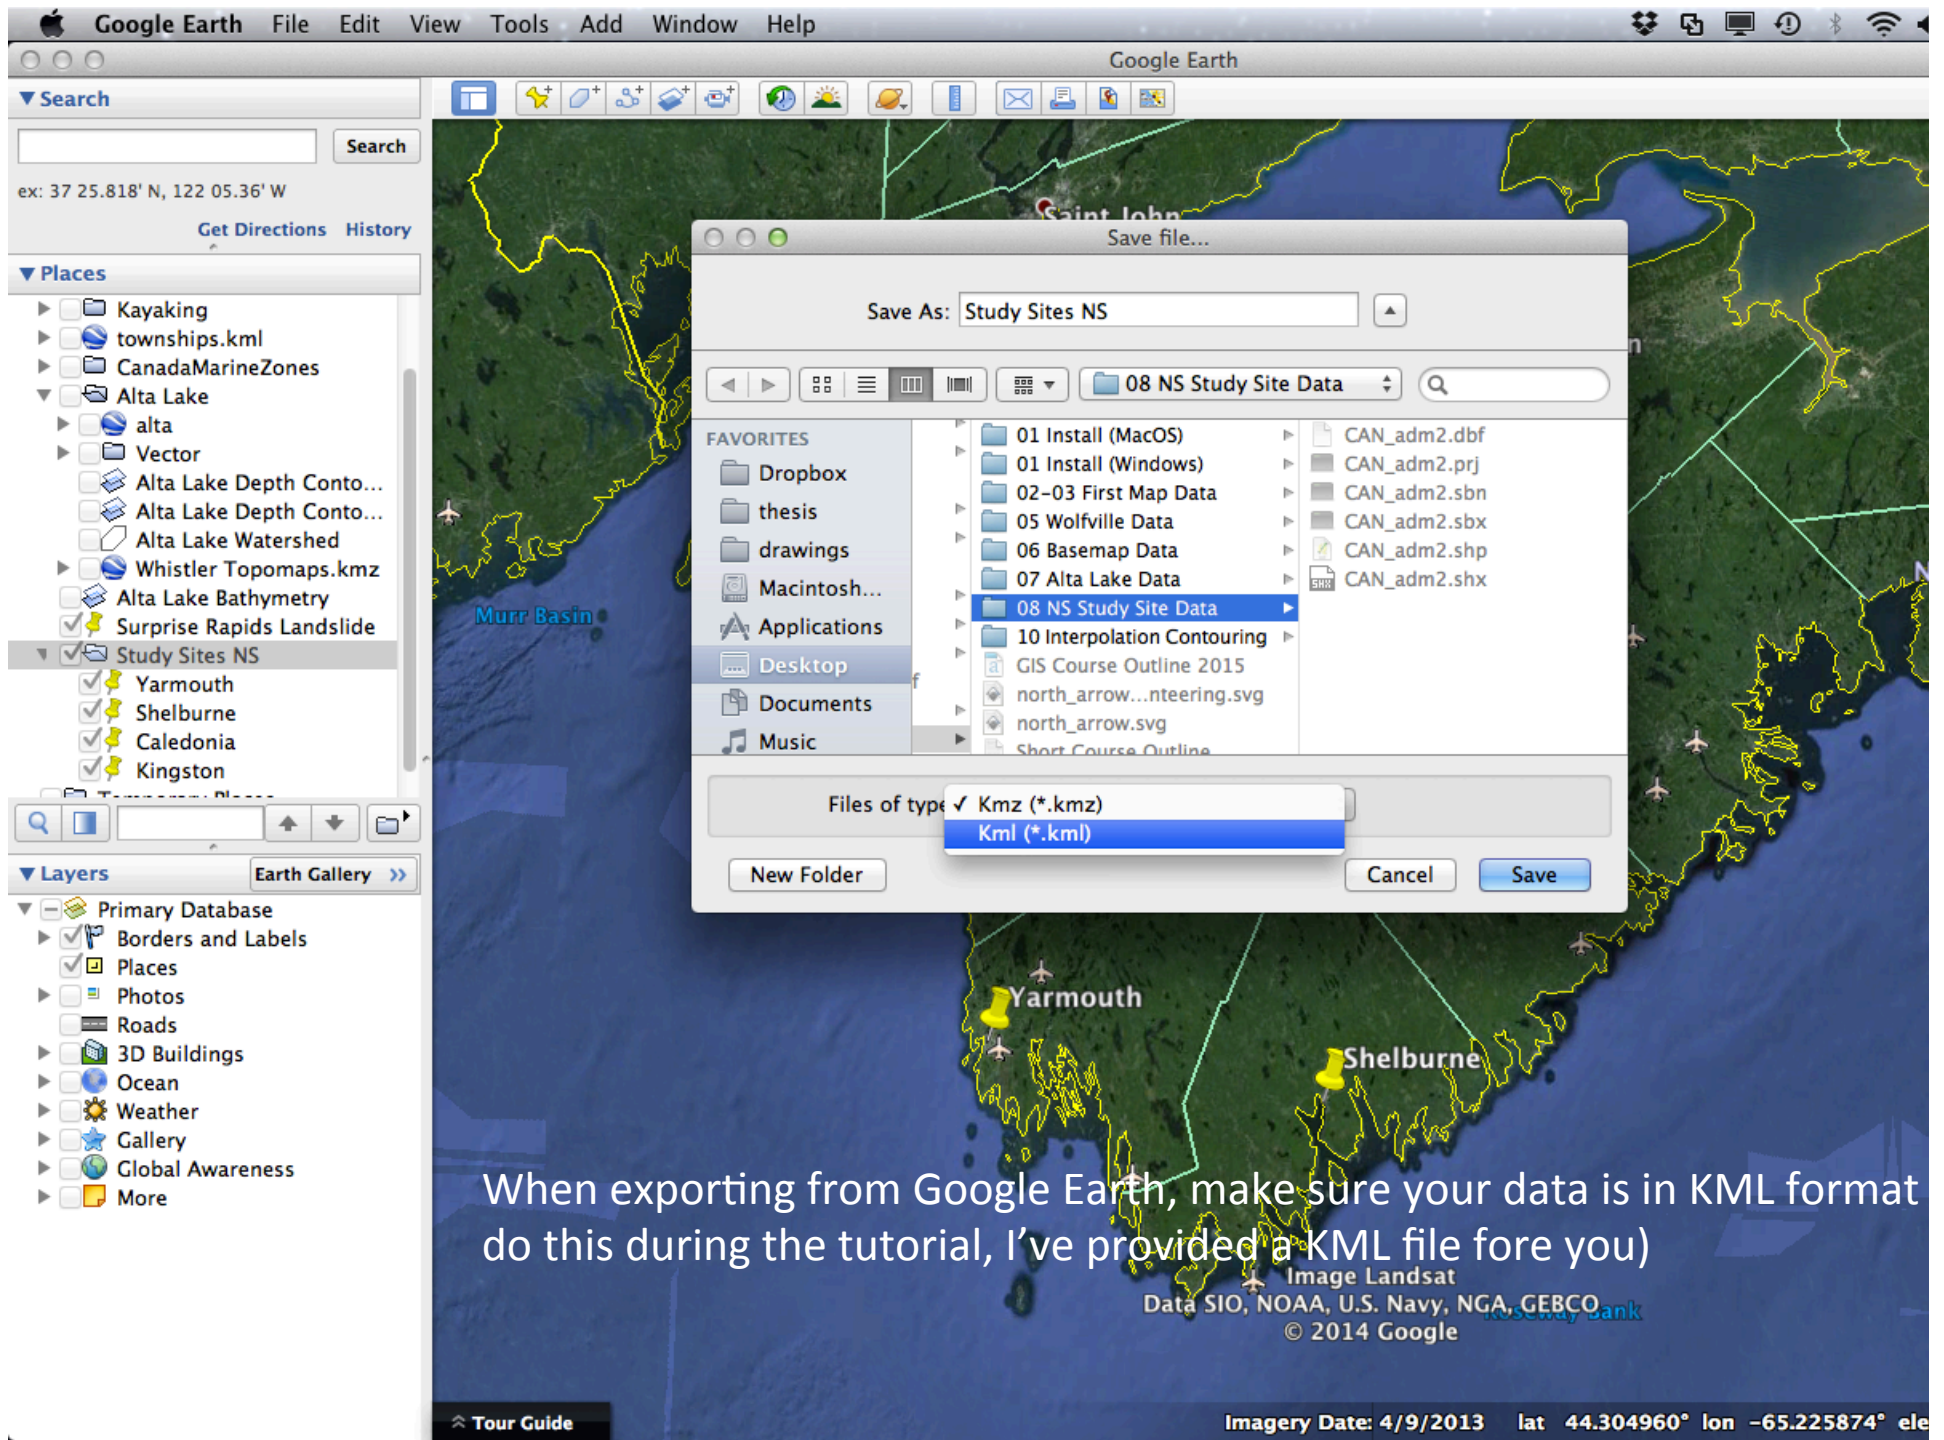 Google Earth File Edit View Tools Add Window Help
Google Earth
Search
Search
ex: 37 25.818' N, 122 05.36' W
Get Directions History
Places
Kayaking
townships.kml
CanadaMarineZones
Alta Lake
alta
Vector
Alta Lake Depth Conto...
Alta Lake Depth Conto...
Alta Lake Watershed
Whistler Topomaps.kmz
Alta Lake Bathymetry
Surprise Rapids Landslide
Study Sites NS
Yarmouth
Shelburne
Caledonia
Kingston
Temporary Places
Layers
Earth Gallery >>
Primary Database
Borders and Labels
Places
Photos
Roads
3D Buildings
Ocean
Weather
Gallery
Global Awareness
More
Saint John
Murr Basin
Save file...
Save As: Study Sites NS
08 NS Study Site Data
FAVORITES
Dropbox
thesis
drawings
Macintosh...
Applications
Desktop
Documents
Music
01 Install (MacOS)
01 Install (Windows)
02-03 First Map Data
05 Wolfville Data
06 Basemap Data
07 Alta Lake Data
08 NS Study Site Data
10 Interpolation Contouring
GIS Course Outline 2015
north_arrow...nteering.svg
north_arrow.svg
Short Course Outline
CAN_adm2.dbf
CAN_adm2.prj
CAN_adm2.sbn
CAN_adm2.sbx
CAN_adm2.shp
CAN_adm2.shx
Files of type
Kmz (*.kmz)
Kml (*.kml)
New Folder
Cancel
Save
Yarmouth
Shelburne
When exporting from Google Earth, make sure your data is in KML format
do this during the tutorial, I've provided a KML file fore you)
Image Landsat
Data SIO, NOAA, U.S. Navy, NGA, GEBCO
Roseway Bank
© 2014 Google
Tour Guide
Imagery Date: 4/9/2013 lat 44.304960° lon -65.225874° ele